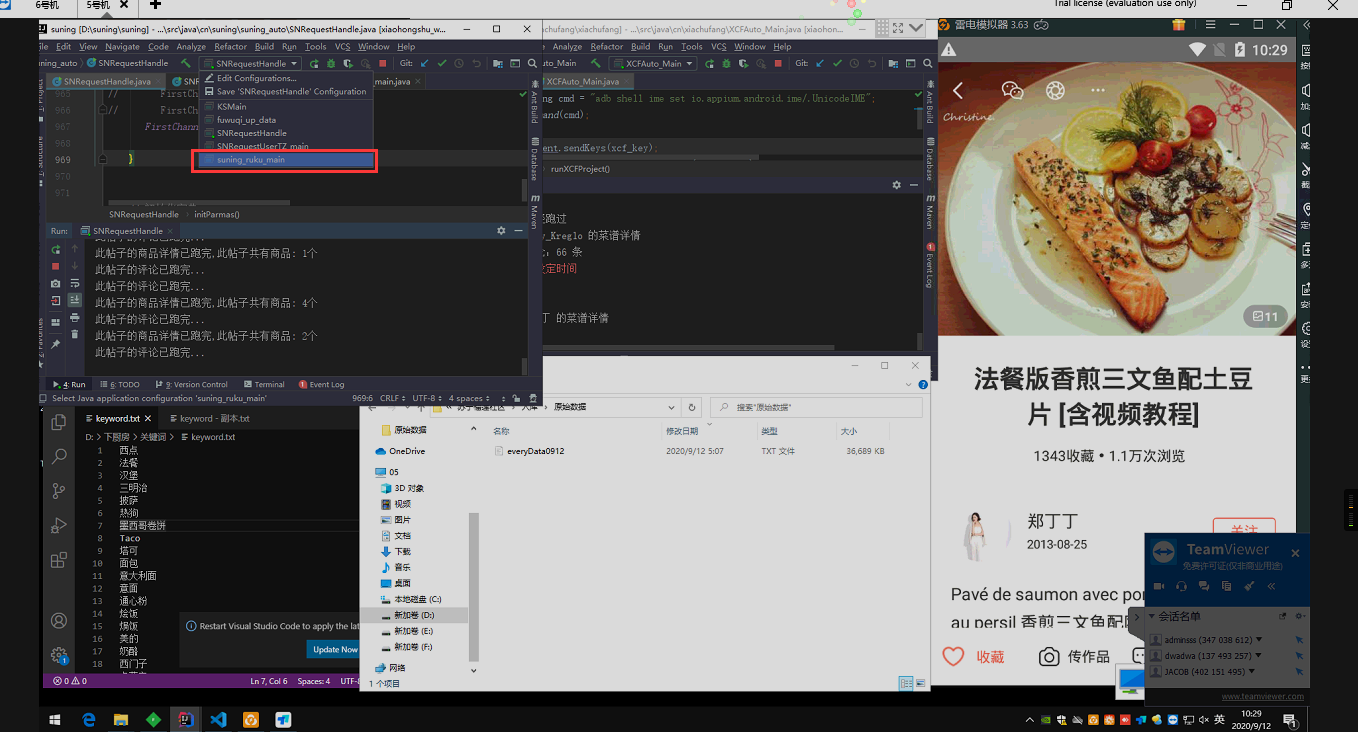 6号机
5号机
Trial license (evaluation use only)
suning [D:\suning\suning] - ...\src\java\cn\suning\suning_auto\SNRequestHandle.java [xiaohongshu_w...
File Edit View Navigate Code Analyze Refactor Build Run Tools VCS Window Help
suning_auto SNRequestHandle SNRequestHandle Git:
SNRequestHandle.java
main.java
Edit Configurations...
Save 'SNRequestHandle' Configuration
KSMain
fuwuqi_up_data
SNRequestHandle
SNRequestUserTZ_main
suning_ruku_main
965 // FirstCh
966 // FirstCh
967 FirstChann
968
969 }
970
971
SNRequestHandle initParmas()
Run: SNRequestHandle
此帖子的评论已跑完...
此帖子的商品详情已跑完,此帖子共有商品: 1个
此帖子的评论已跑完...
此帖子的评论已跑完...
此帖子的商品详情已跑完,此帖子共有商品: 4个
此帖子的评论已跑完...
此帖子的商品详情已跑完,此帖子共有商品: 2个
此帖子的评论已跑完...
4: Run 6: TODO 9: Version Control Terminal Event Log
Select Java application configuration 'suning_ruku_main' 969:6 CRLF UTF-8 4 spaces
Ant Build
Database
Maven
achufang\xiachufang] - ...\src\java\cn\xiachufang\XCFAuto_Main.java [xiaohon...
Analyze Refactor Build Run Tools VCS Window Help
XCFAuto_Main Git:
XCFAuto_Main.java
ng cmd = "adb shell ime set io.appium.android.ime/.UnicodeIME";
and(cmd);
ent.sendKeys(xcf_key);
runXCFProject()
跑过
y_Kreglo 的菜谱详情
: 66 条
定时间
丁 的菜谱详情
Ant Build
Database
Maven
Event Log
雷电模拟器 3.63
10:29
Christine
11
法餐版香煎三文鱼配土豆
片 [含视频教程]
1343收藏 • 1.1万次浏览
郑丁丁
2013-08-25
关注
Pavé de saumon avec pom
au persil 香煎三文鱼配
收藏
传作品
keyword.txt
keyword - 副本.txt
D: > 下厨房 > 关键词 > keyword.txt
1 西点
2 法餐
3 汉堡
4 三明治
5 披萨
6 热狗
7 墨西哥卷饼
8 Taco
9 塔可
10 面包
11 意大利面
12 意面
13 通心粉
14 烩饭
15 焗饭
16 美的
17 奶酪
18 西门子
Restart Visual Studio Code to apply the lat
Update Now
0 0 Ln 7, Col 6 Spaces: 4 UTF-8
原始数据
搜索"原始数据"
名称 修改日期 类型 大小
everyData0912 2020/9/12 5:07 TXT 文件 36,689 KB
原始数据
OneDrive
05
3D 对象
视频
图片
文档
下载
音乐
桌面
本地磁盘 (C:)
新加卷 (D:)
新加卷 (E:)
新加卷 (F:)
网络
1 个项目
TeamViewer
免费许可证(仅非商业用途)
会话名单
adminsss (347 038 612)
dwadwa (137 493 257)
JACOB (402 151 495)
www.teamviewer.com
英
10:29
2020/9/12